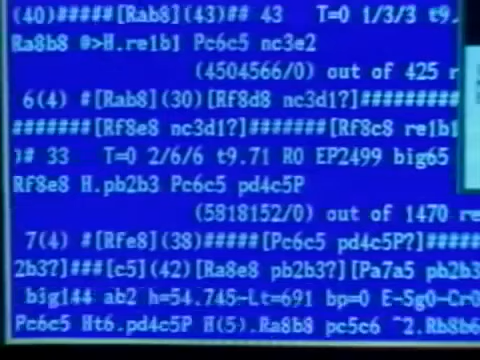 (40)#####[Rab8](43)## 43 T=0 1/3/3 t9.
Ra8b8 @>H.re1b1 Pc6c5 nc3e2
(4504566/0) out of 425 r
6(4) #[Rab8](30)[Rf8d8 nc3d1?]#########
#######[Rf8e8 nc3d1?]#######[Rf8c8 re1b1
)# 33 T=0 2/6/6 t9.71 R0 EP2499 big65
Rf8e8 H.pb2b3 Pc6c5 pd4c5P
(5818152/0) out of 1470 re
7(4) #[Rfe8](38)#####[Pc6c5 pd4c5P?]#####
2b3?]###[c5](42)[Ra8e8 pb2b3?][Pa7a5 pb2b3
big144 ab2 h=54.745-Lt=691 bp=0 E-Sg0-Cr0
Pc6c5 Ht6.pd4c5P H(5).Ra8b8 pc5c6 ^2.Rb8b6